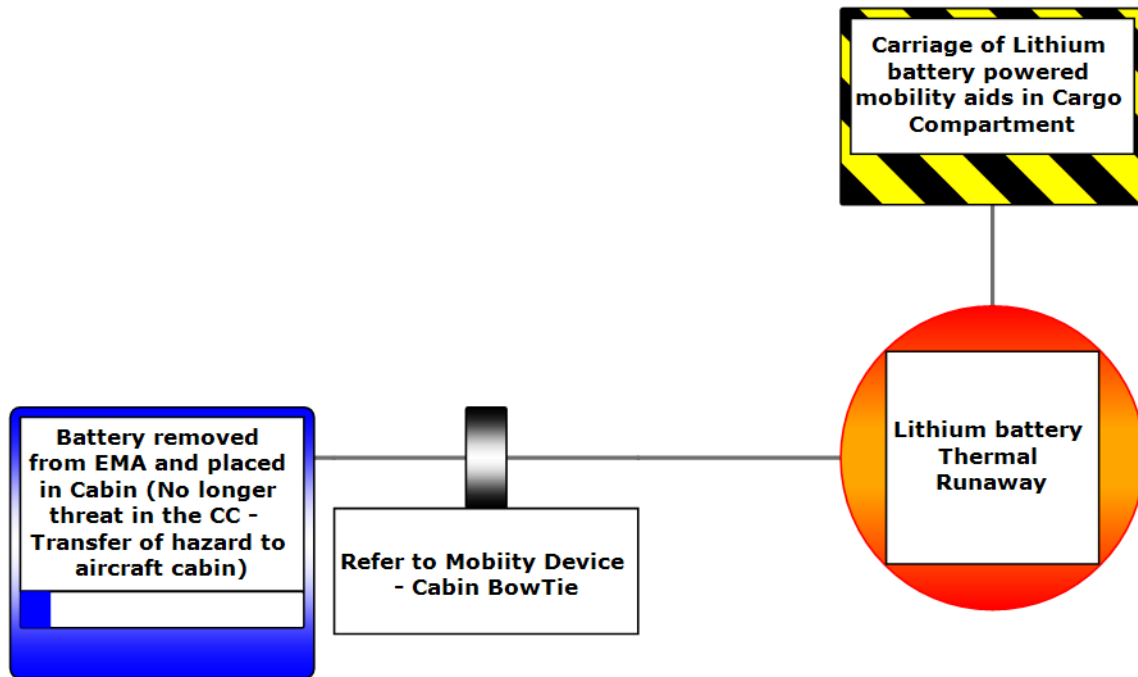 Carriage of Lithium
battery powered
mobility aids in Cargo
Compartment
Battery removed
from EMA and placed
in Cabin (No longer
threat in the CC -
Transfer of hazard to
aircraft cabin)
Refer to Mobiity Device
- Cabin BowTie
Lithium battery
Thermal
Runaway